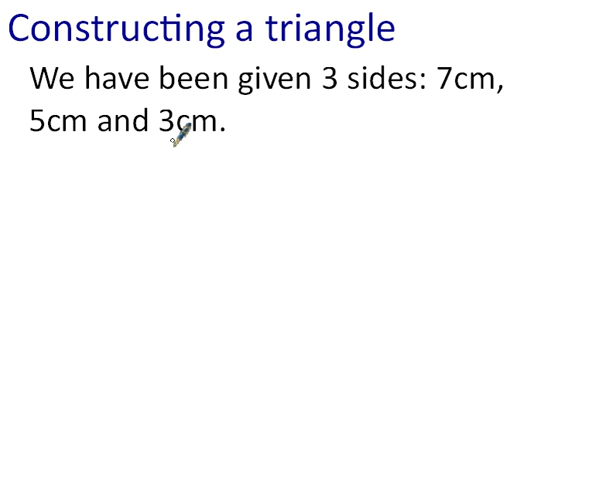 Constructing a triangle
We have been given 3 sides: 7cm,
5cm and 3cm.